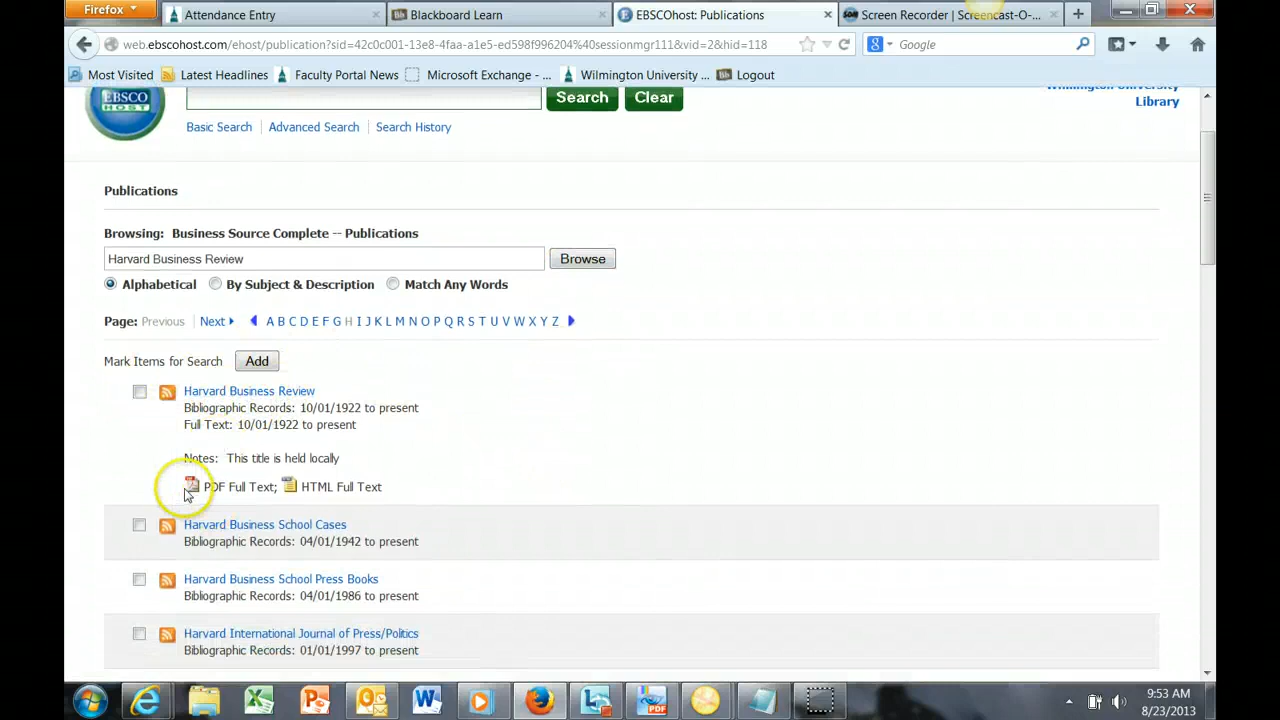 Firefox
Attendance Entry
Blackboard Learn
EBSCOhost: Publications
Screen Recorder | Screencast-O-...
web.ebscohost.com/ehost/publication?sid=42c0c001-13e8-4faa-a1e5-ed598f996204%40sessionmgr111&vid=2&hid=118
Google
Most Visited
Latest Headlines
Faculty Portal News
Microsoft Exchange - ...
Wilmington University ...
Logout
EBSCO
HOST
Search
Clear
Wilmington University
Library
Basic Search
Advanced Search
Search History
Publications
Browsing: Business Source Complete -- Publications
Harvard Business Review
Browse
Alphabetical
By Subject & Description
Match Any Words
Page: Previous Next A B C D E F G H I J K L M N O P Q R S T U V W X Y Z
Mark Items for Search
Add
Harvard Business Review
Bibliographic Records: 10/01/1922 to present
Full Text: 10/01/1922 to present
Notes: This title is held locally
PDF Full Text; HTML Full Text
Harvard Business School Cases
Bibliographic Records: 04/01/1942 to present
Harvard Business School Press Books
Bibliographic Records: 04/01/1986 to present
Harvard International Journal of Press/Politics
Bibliographic Records: 01/01/1997 to present
9:53 AM
8/23/2013